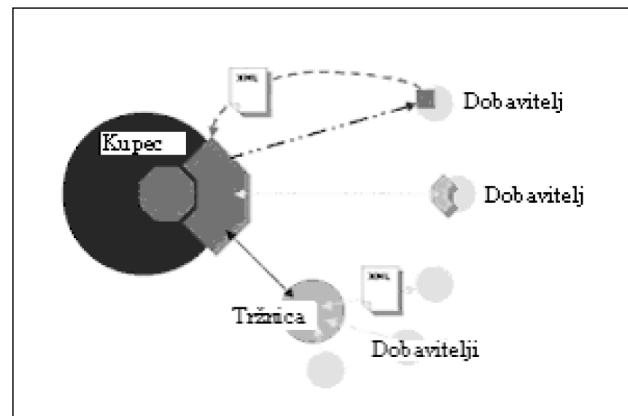 XML
Dobavitelj
Kupec
Dobavitelj
XML
Tržnica
Dobavitelji